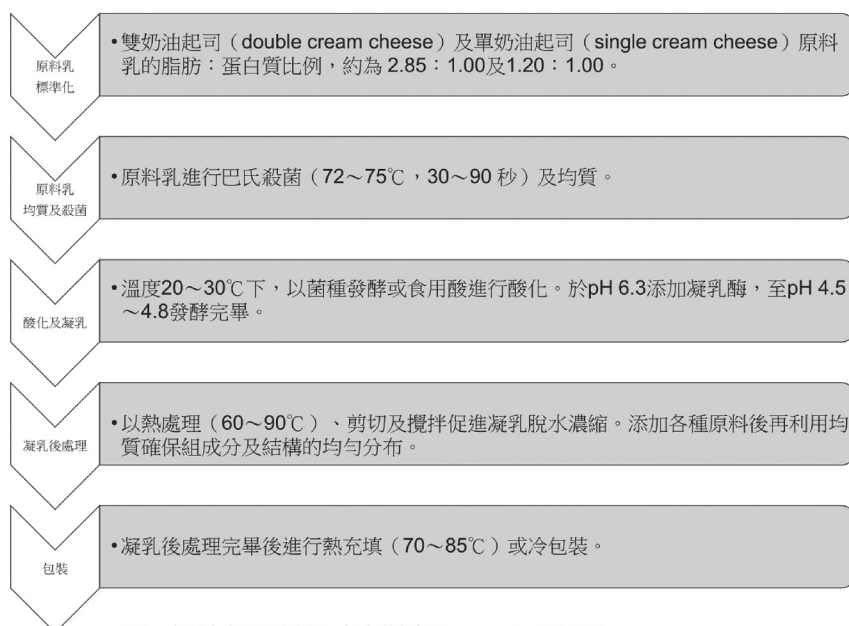 原料乳
標準化
•雙奶油起司（double cream cheese）及單奶油起司（single cream cheese）原料
乳的脂肪：蛋白質比例，約為 2.85：1.00及1.20：1.00。
原料乳
均質及殺菌
•原料乳進行巴氏殺菌（72～75℃，30～90 秒）及均質。
酸化及凝乳
•溫度20～30℃下，以菌種發酵或食用酸進行酸化。於pH 6.3添加凝乳酶，至pH 4.5
～4.8發酵完畢。
凝乳後處理
•以熱處理（60～90℃）、剪切及攪拌促進凝乳脫水濃縮。添加各種原料後再利用均
質確保組成分及結構的均勻分布。
包裝
•凝乳後處理完畢後進行熱充填（70～85℃）或冷包裝。